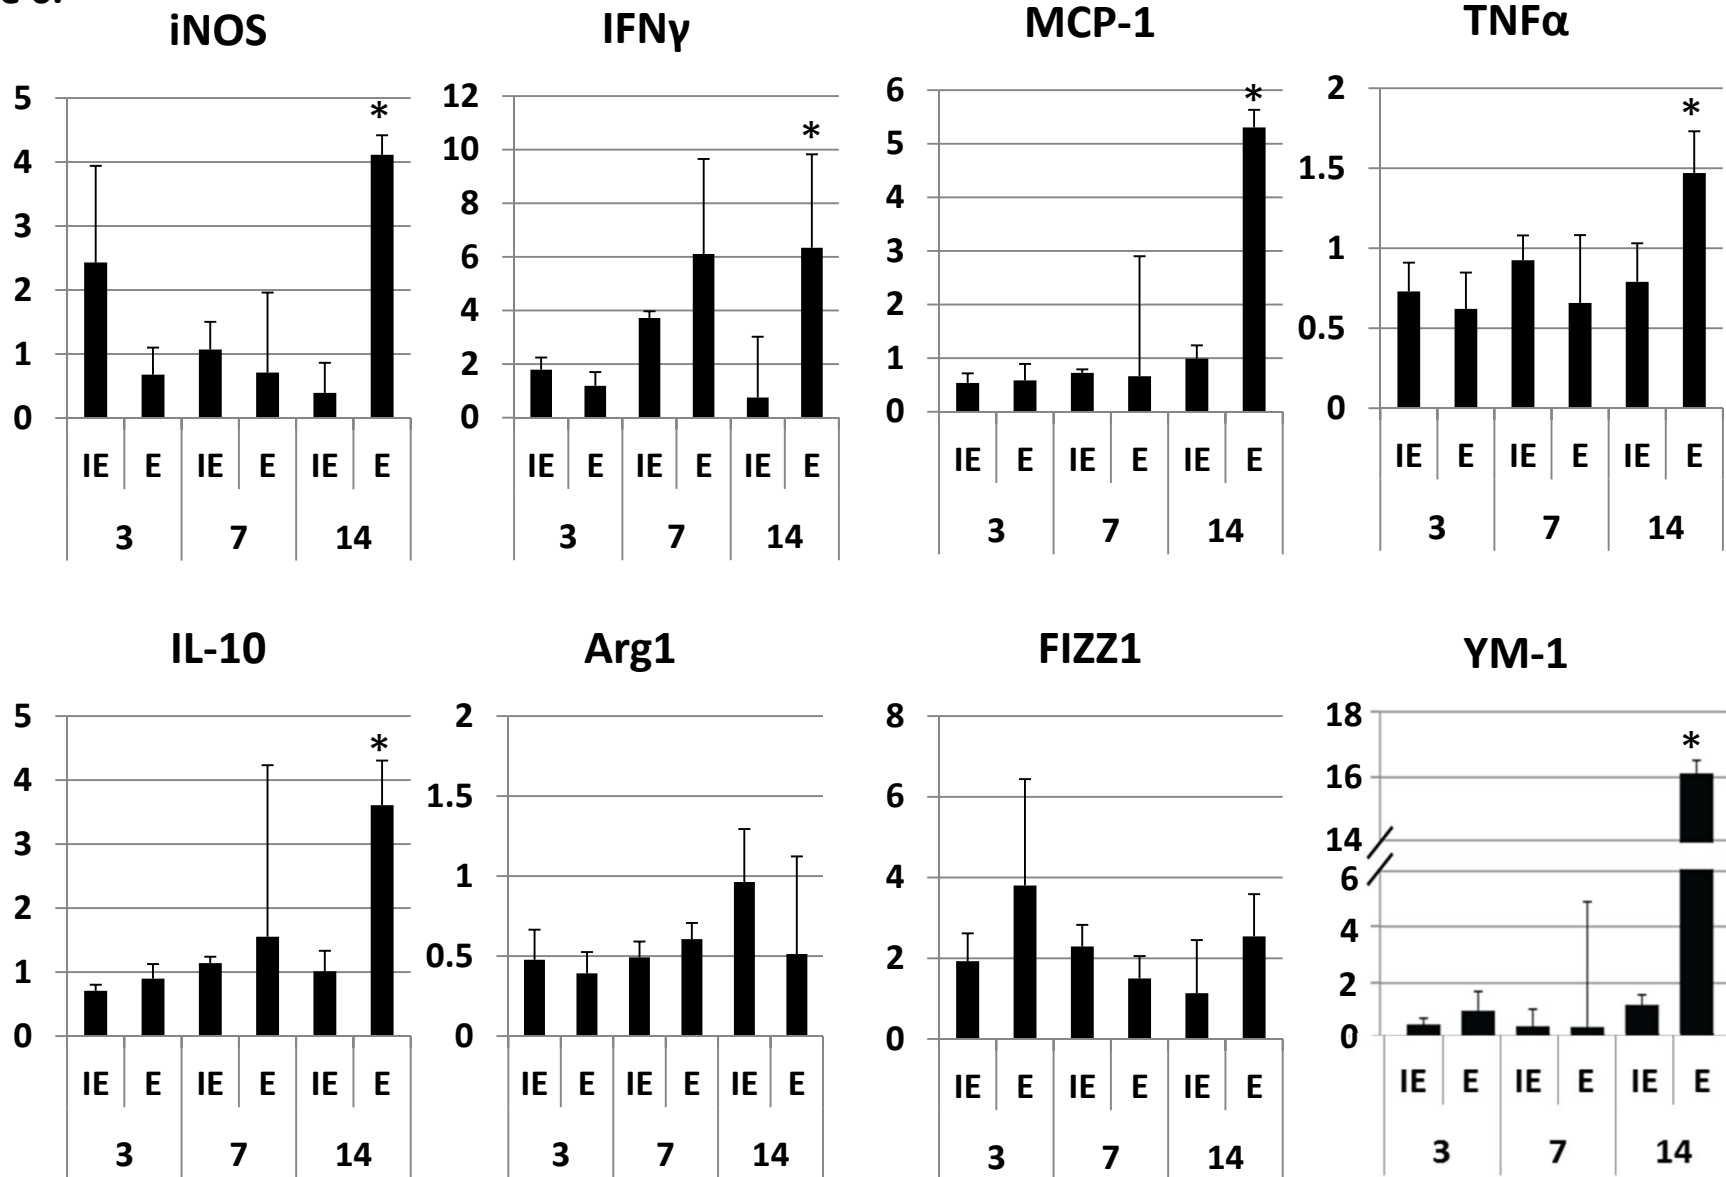 iNOS IFNγ MCP-1 TNFα
5 4 3 2 1 0
*
IE E IE E IE E
3 7 14
12 10 8 6 4 2 0
*
IE E IE E IE E
3 7 14
6 5 4 3 2 1 0
*
IE E IE E IE E
3 7 14
2 1.5 1 0.5 0
*
IE E IE E IE E
3 7 14
IL-10 Arg1 FIZZ1 YM-1
5 4 3 2 1 0
*
IE E IE E IE E
3 7 14
2 1.5 1 0.5 0
IE E IE E IE E
3 7 14
8 6 4 2 0
IE E IE E IE E
3 7 14
18 16 14 6 4 2 0
*
IE E IE E IE E
3 7 14